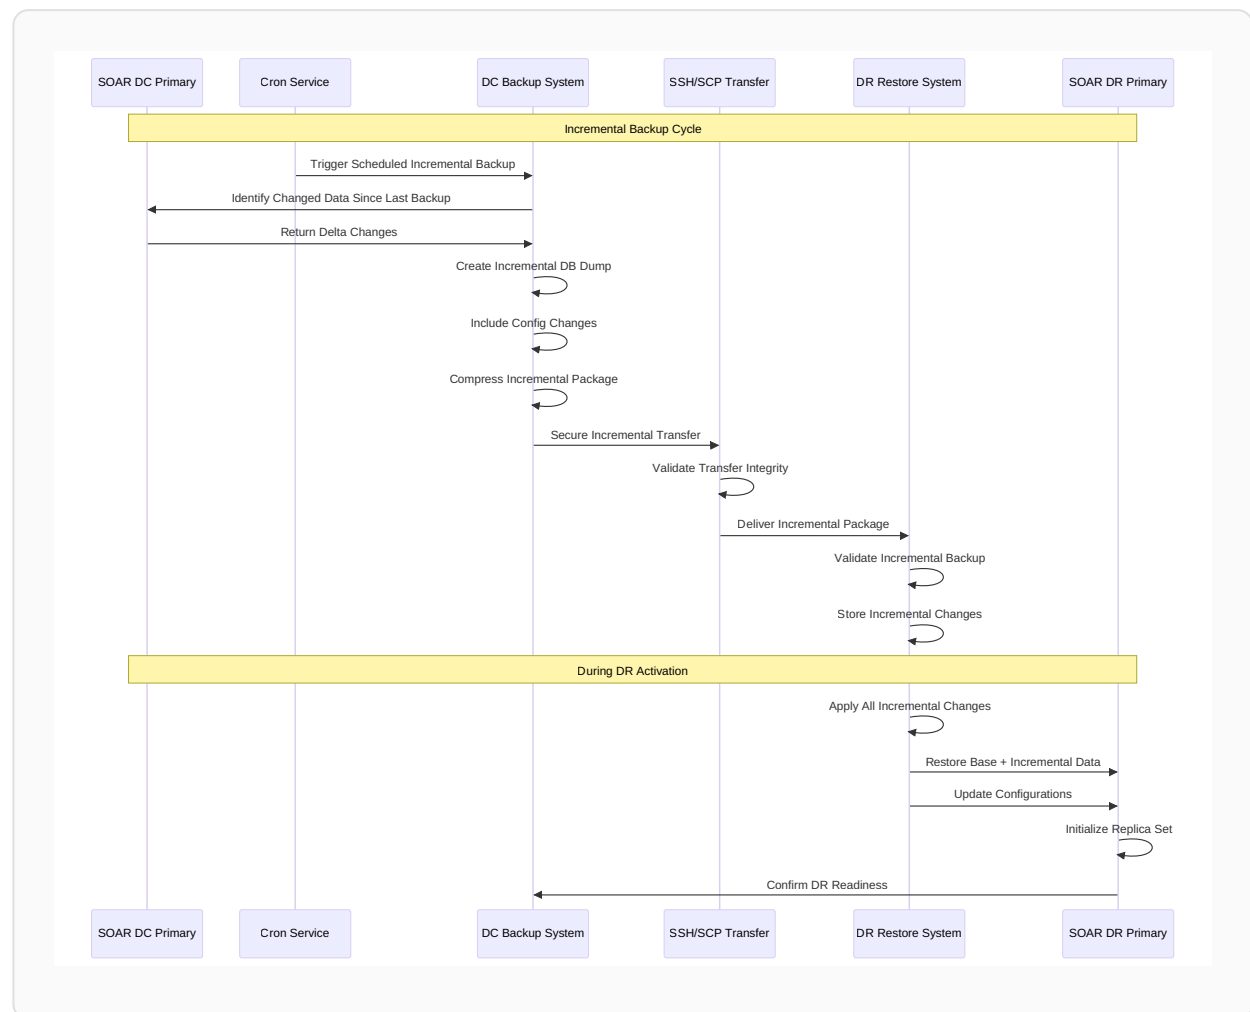 SOAR DC Primary
Cron Service
DC Backup System
SSH/SCP Transfer
DR Restore System
SOAR DR Primary
Incremental Backup Cycle
Trigger Scheduled Incremental Backup
Identify Changed Data Since Last Backup
Return Delta Changes
Create Incremental DB Dump
Include Config Changes
Compress Incremental Package
Secure Incremental Transfer
Validate Transfer Integrity
Deliver Incremental Package
Validate Incremental Backup
Store Incremental Changes
During DR Activation
Apply All Incremental Changes
Restore Base + Incremental Data
Update Configurations
Initialize Replica Set
Confirm DR Readiness
SOAR DC Primary
Cron Service
DC Backup System
SSH/SCP Transfer
DR Restore System
SOAR DR Primary